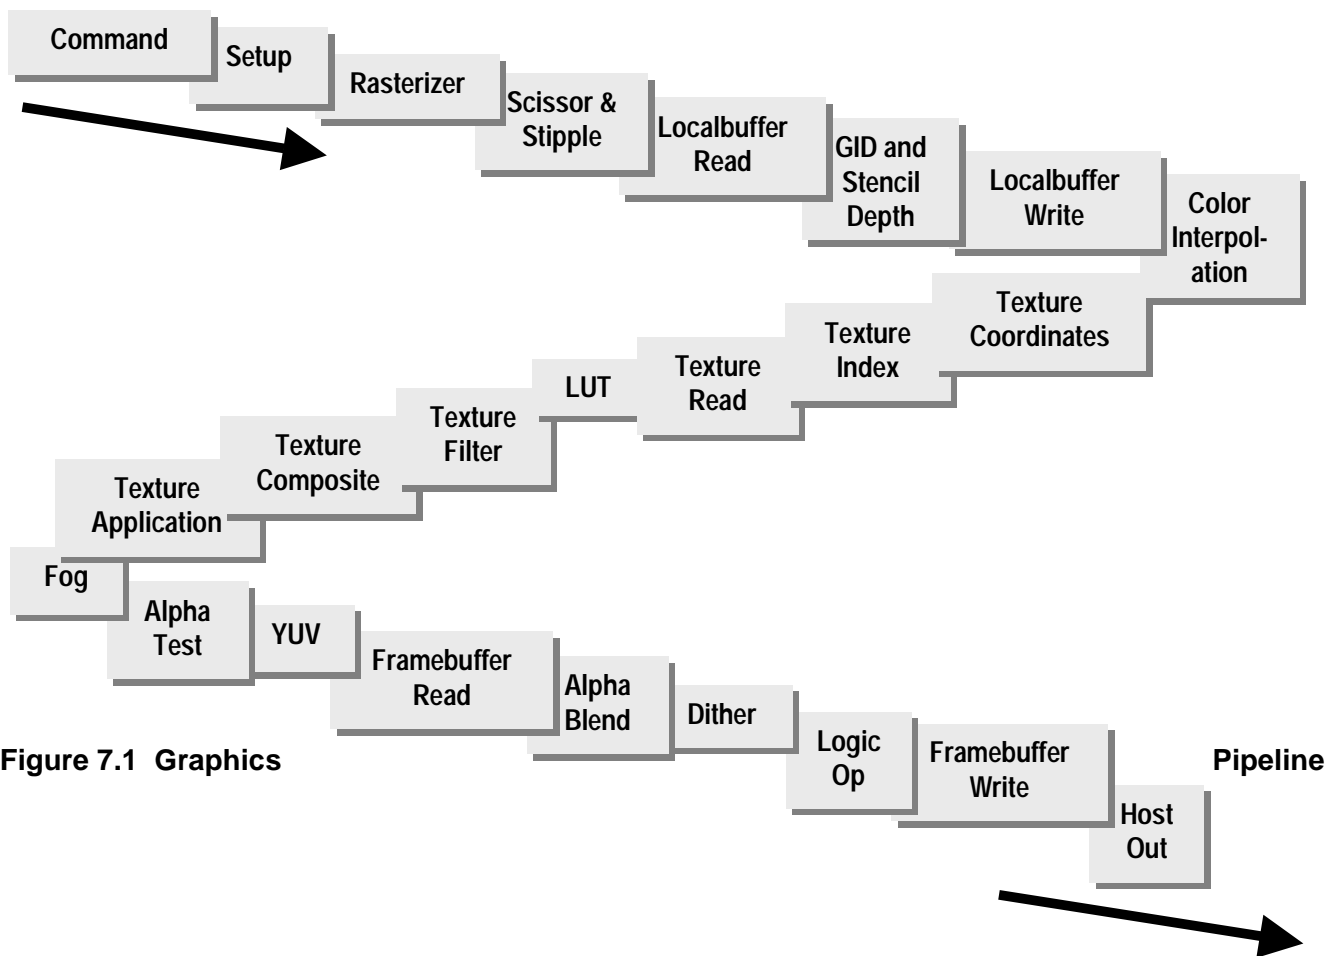 Command
Setup
Rasterizer
Scissor &
Stipple
Localbuffer
Read
GID and
Stencil
Depth
Localbuffer
Write
Color
Interpol-
ation
Texture
Coordinates
Texture
Index
Texture
Read
LUT
Texture
Filter
Texture
Composite
Texture
Application
Fog
Alpha
Test
YUV
Framebuffer
Read
Alpha
Blend
Dither
Logic
Op
Framebuffer
Write
Host
Out
Figure 7.1 Graphics Pipeline